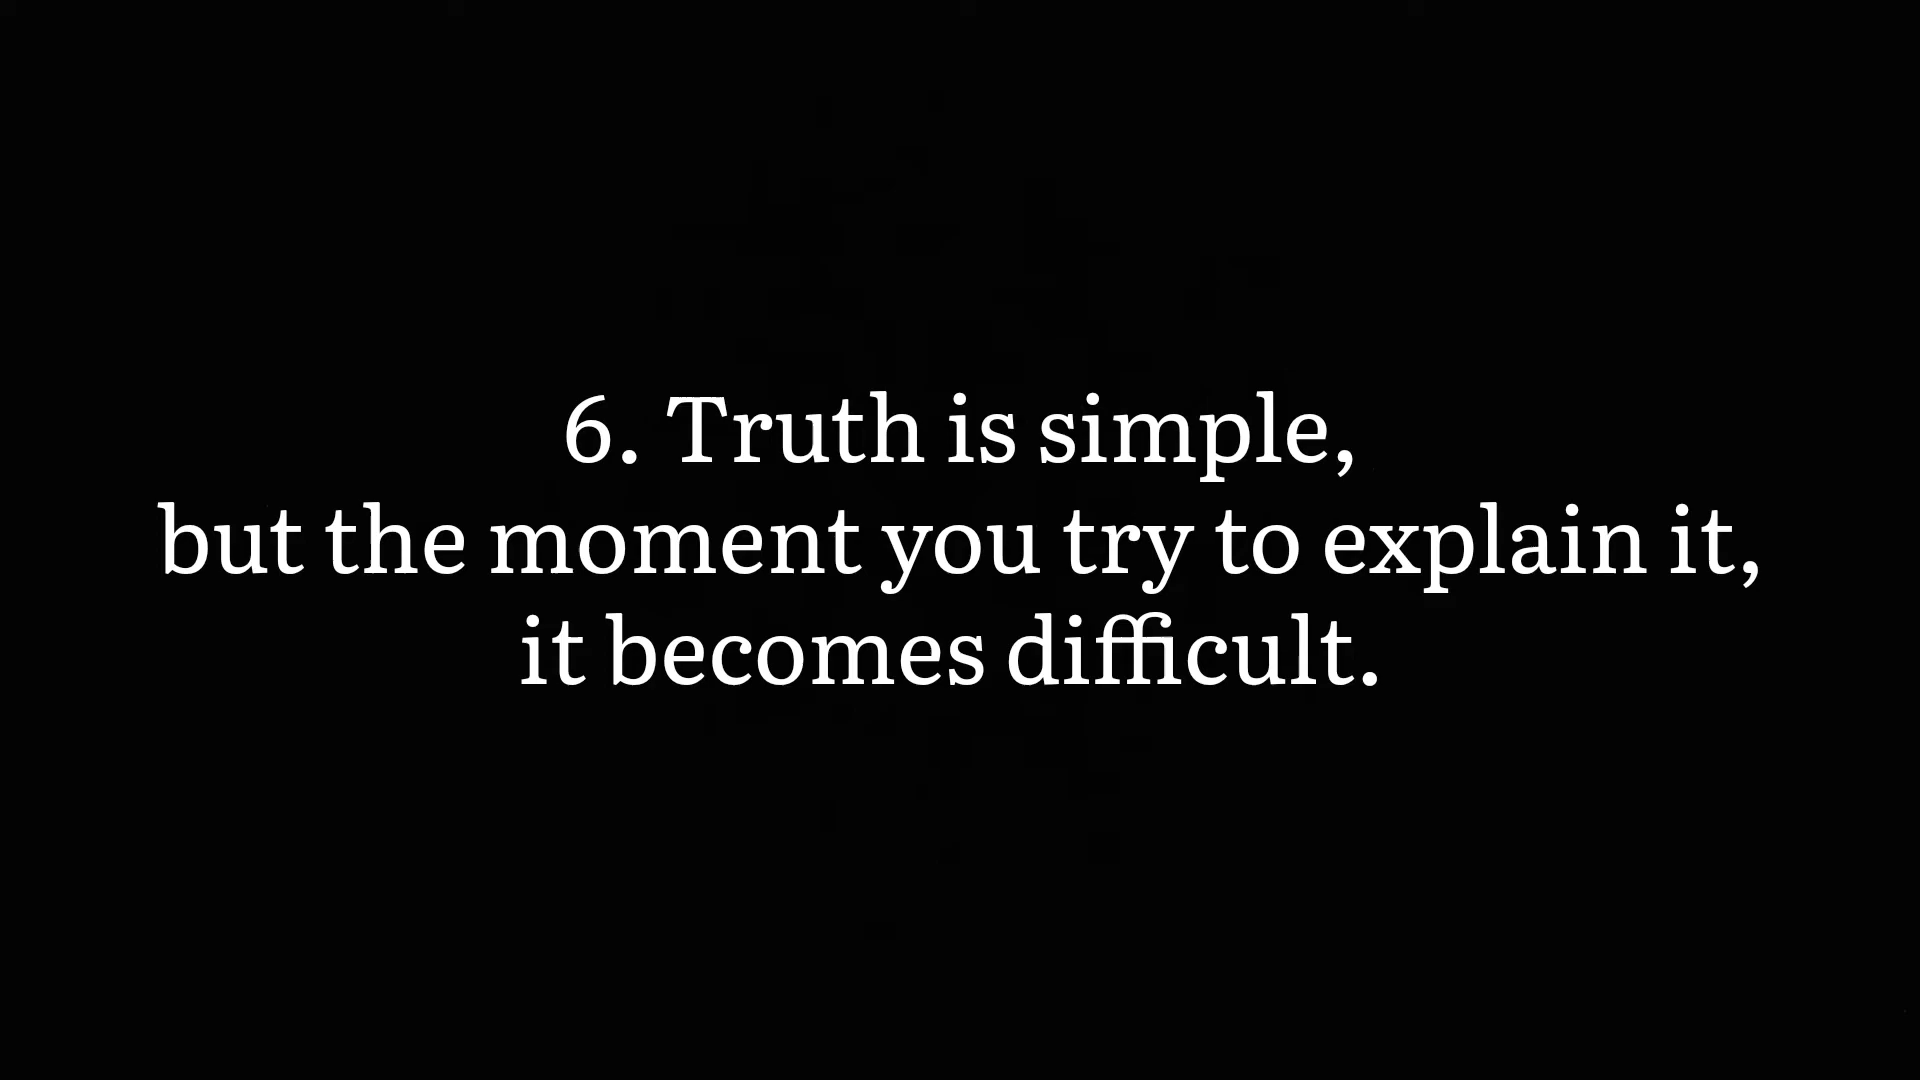 6. Truth is simple,
but the moment you try to explain it,
it becomes difficult.